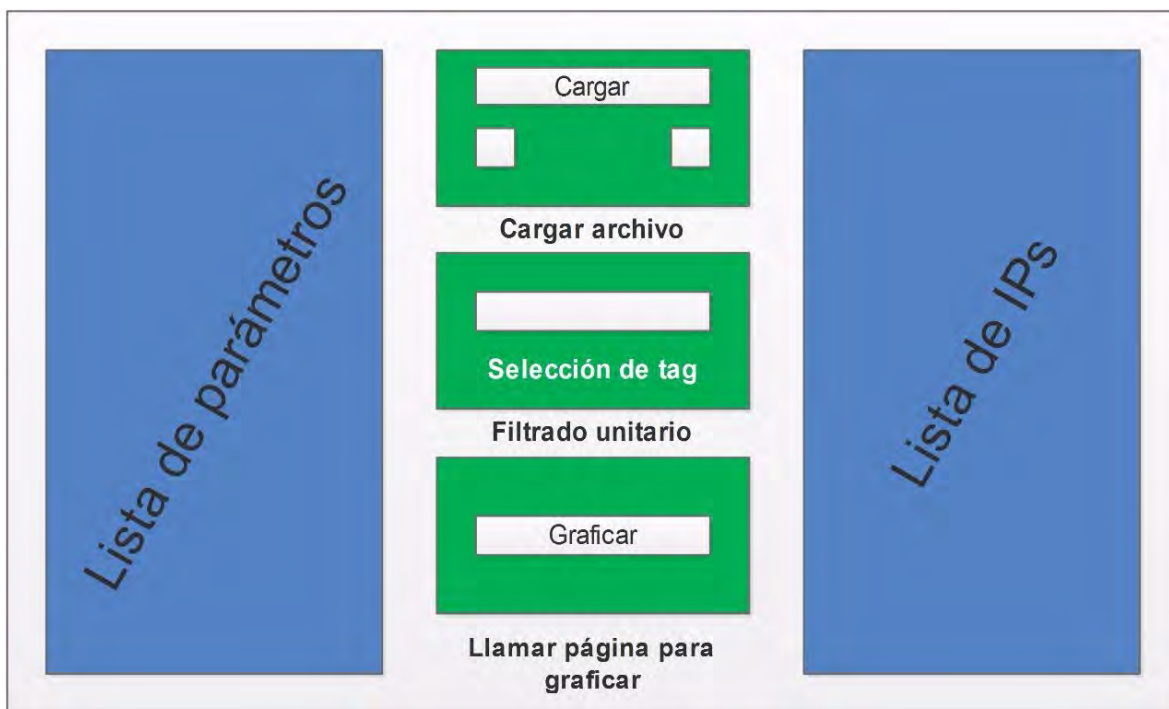 Lista de parámetros
Cargar
Cargar archivo
Selección de tag
Filtrado unitario
Graficar
Llamar página para
graficar
Lista de IPs